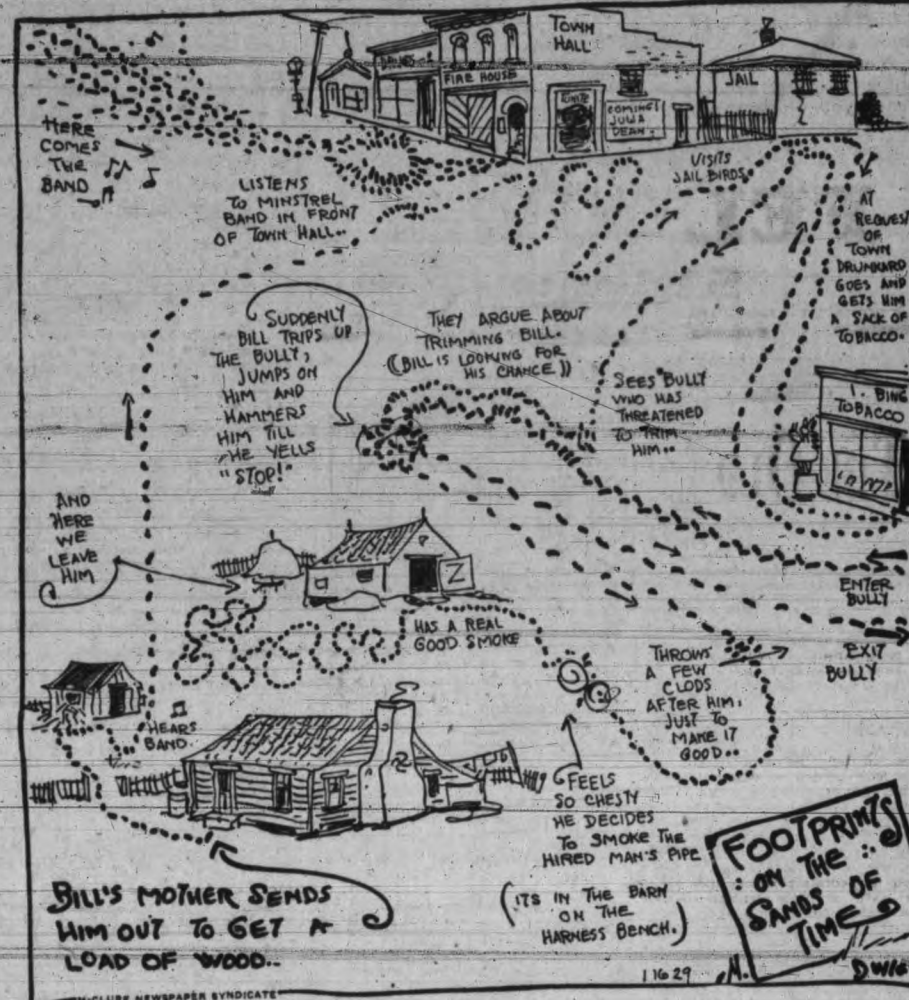 TOWN
HALL
DRUGS
FIRE HOUSE
TONITE
COMING!
JULIA
DEAN.
JAIL
HERE
COMES
THE
BAND
LISTENS
TO MINSTREL
BAND IN FRONT
OF TOWN HALL..
VISITS
JAIL BIRDS
AT
REQUEST
OF
TOWN
DRUNKARD
GOES AND
GETS HIM
A SACK OF
TOBACCO.
BING
TOBACCO
SUDDENLY
BILL TRIPS UP
THE BULLY,
JUMPS ON
HIM AND
HAMMERS
HIM TILL
HE YELLS
"STOP!"
THEY ARGUE ABOUT
TRIMMING BILL.
(BILL IS LOOKING FOR
HIS CHANCE)
SEES BULLY
WHO HAS
THREATENED
TO TRIM
HIM..
AND
HERE
WE
LEAVE
HIM
ENTER
BULLY
EXIT
BULLY
HAS A REAL
GOOD SMOKE
THROWS
A FEW
CLODS
AFTER HIM,
JUST TO
MAKE IT
GOOD..
HEARS
BAND
FEELS
SO CHESTY
HE DECIDES
TO SMOKE THE
HIRED MAN'S PIPE
(ITS IN THE BARN
ON THE
HARNESS BENCH.)
BILL'S MOTHER SENDS
HIM OUT TO GET A
LOAD OF WOOD..
FOOTPRINTS
: ON THE :.
SANDS OF
TIME
1 16 29
McCLURE NEWSPAPER SYNDICATE